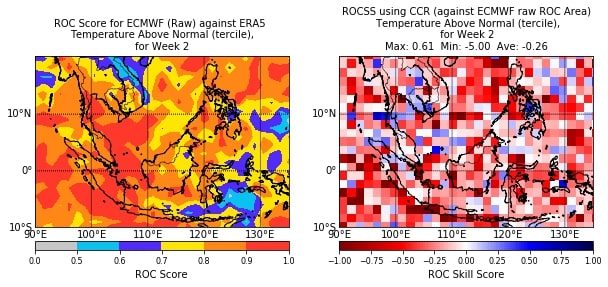 ROC Score for ECMWF (Raw) against ERA5
Temperature Above Normal (tercile),
for Week 2
10°N
0°
10°S
90°E 100°E 110°E 120°E 130°E
0.0 0.5 0.6 0.7 0.8 0.9 1.0
ROC Score
ROCSS using CCR (against ECMWF raw ROC Area)
Temperature Above Normal (tercile),
for Week 2
Max: 0.61 Min: -5.00 Ave: -0.26
10°N
0°
10°S
90°E 100°E 110°E 120°E 130°E
−1.00 −0.75 −0.50 −0.25 0.00 0.25 0.50 0.75 1.00
ROC Skill Score